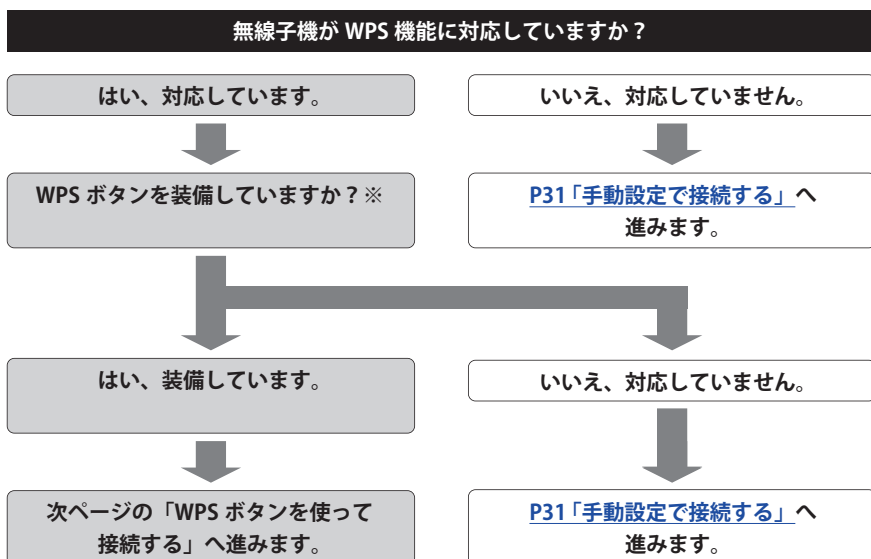 無線子機が WPS 機能に対応していますか？
はい、対応しています。
いいえ、対応していません。
WPS ボタンを装備していますか？※
P31「手動設定で接続する」へ
進みます。
はい、装備しています。
いいえ、対応していません。
次ページの「WPS ボタンを使って
接続する」へ進みます。
P31「手動設定で接続する」へ
進みます。